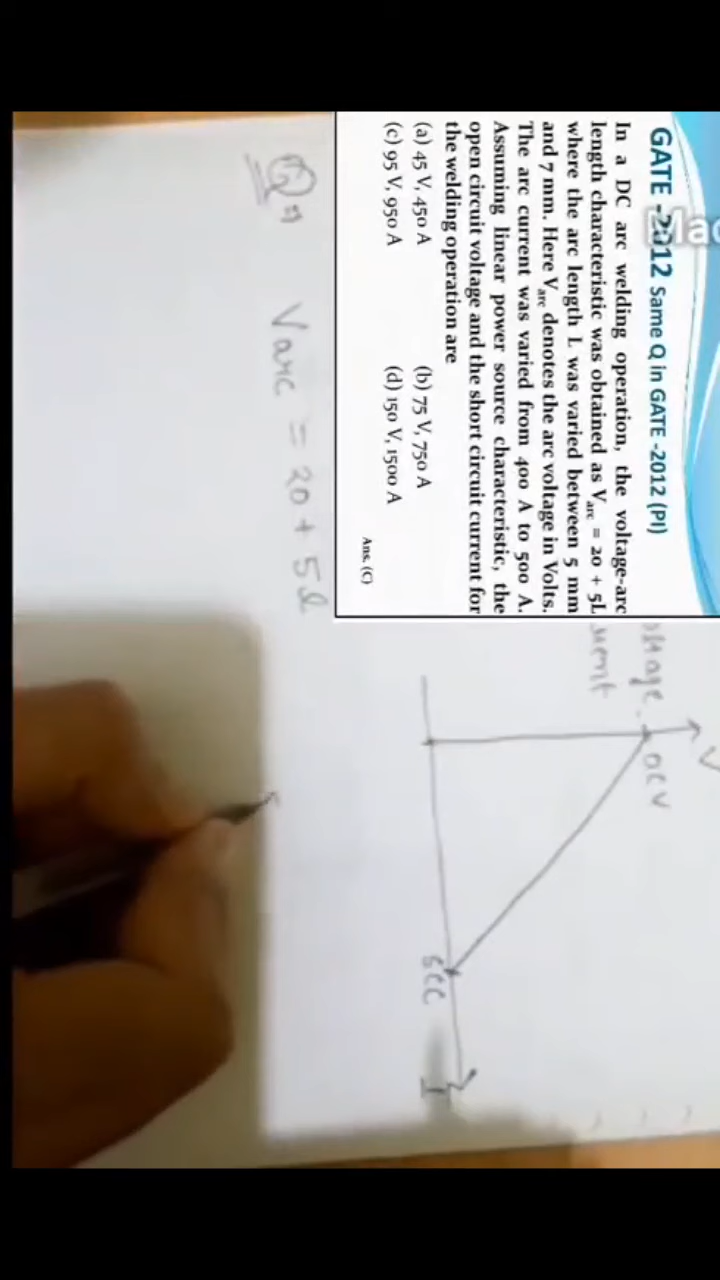 GATE -2012 Same Q in GATE -2012 (PI)
In a DC arc welding operation, the voltage-arc
length characteristic was obtained as Varc = 20 + 5L
where the arc length L was varied between 5 mm
and 7 mm. Here Varc denotes the arc voltage in Volts.
The arc current was varied from 400 A to 500 A.
Assuming linear power source characteristic, the
open circuit voltage and the short circuit current for
the welding operation are
(a) 45 V, 450 A (b) 75 V, 750 A
(c) 95 V, 950 A (d) 150 V, 1500 A
Ans. (C)
V
OCV
SCC
I
Varc = 20 + 5l